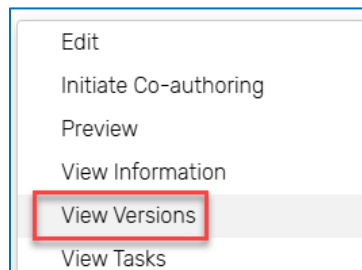 Edit
Initiate Co-authoring
Preview
View Information
View Versions
View Tasks